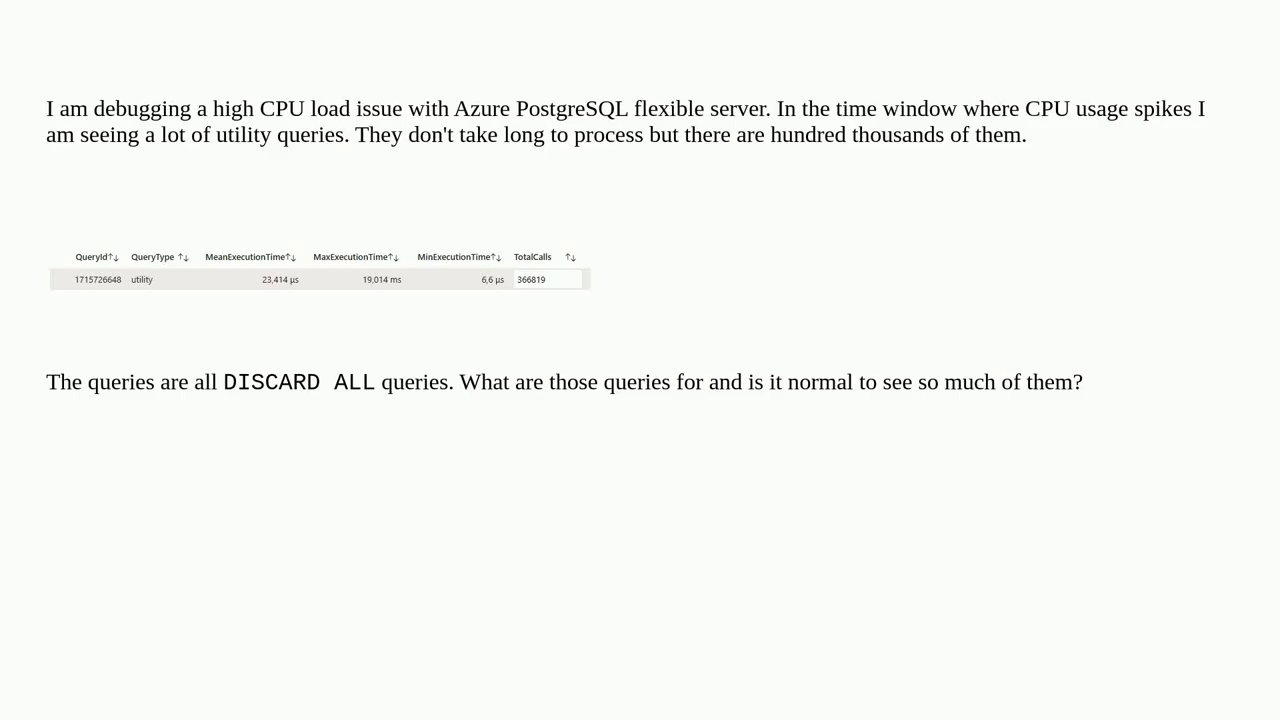 I am debugging a high CPU load issue with Azure PostgreSQL flexible server. In the time window where CPU usage spikes I
am seeing a lot of utility queries. They don't take long to process but there are hundred thousands of them.
QueryId↑↓ QueryType ↑↓ MeanExecutionTime↑↓ MaxExecutionTime↑↓ MinExecutionTime↑↓ TotalCalls ↑↓
1715726648 utility 23,414 µs 19,014 ms 6,6 µs 366819
The queries are all DISCARD ALL queries. What are those queries for and is it normal to see so much of them?